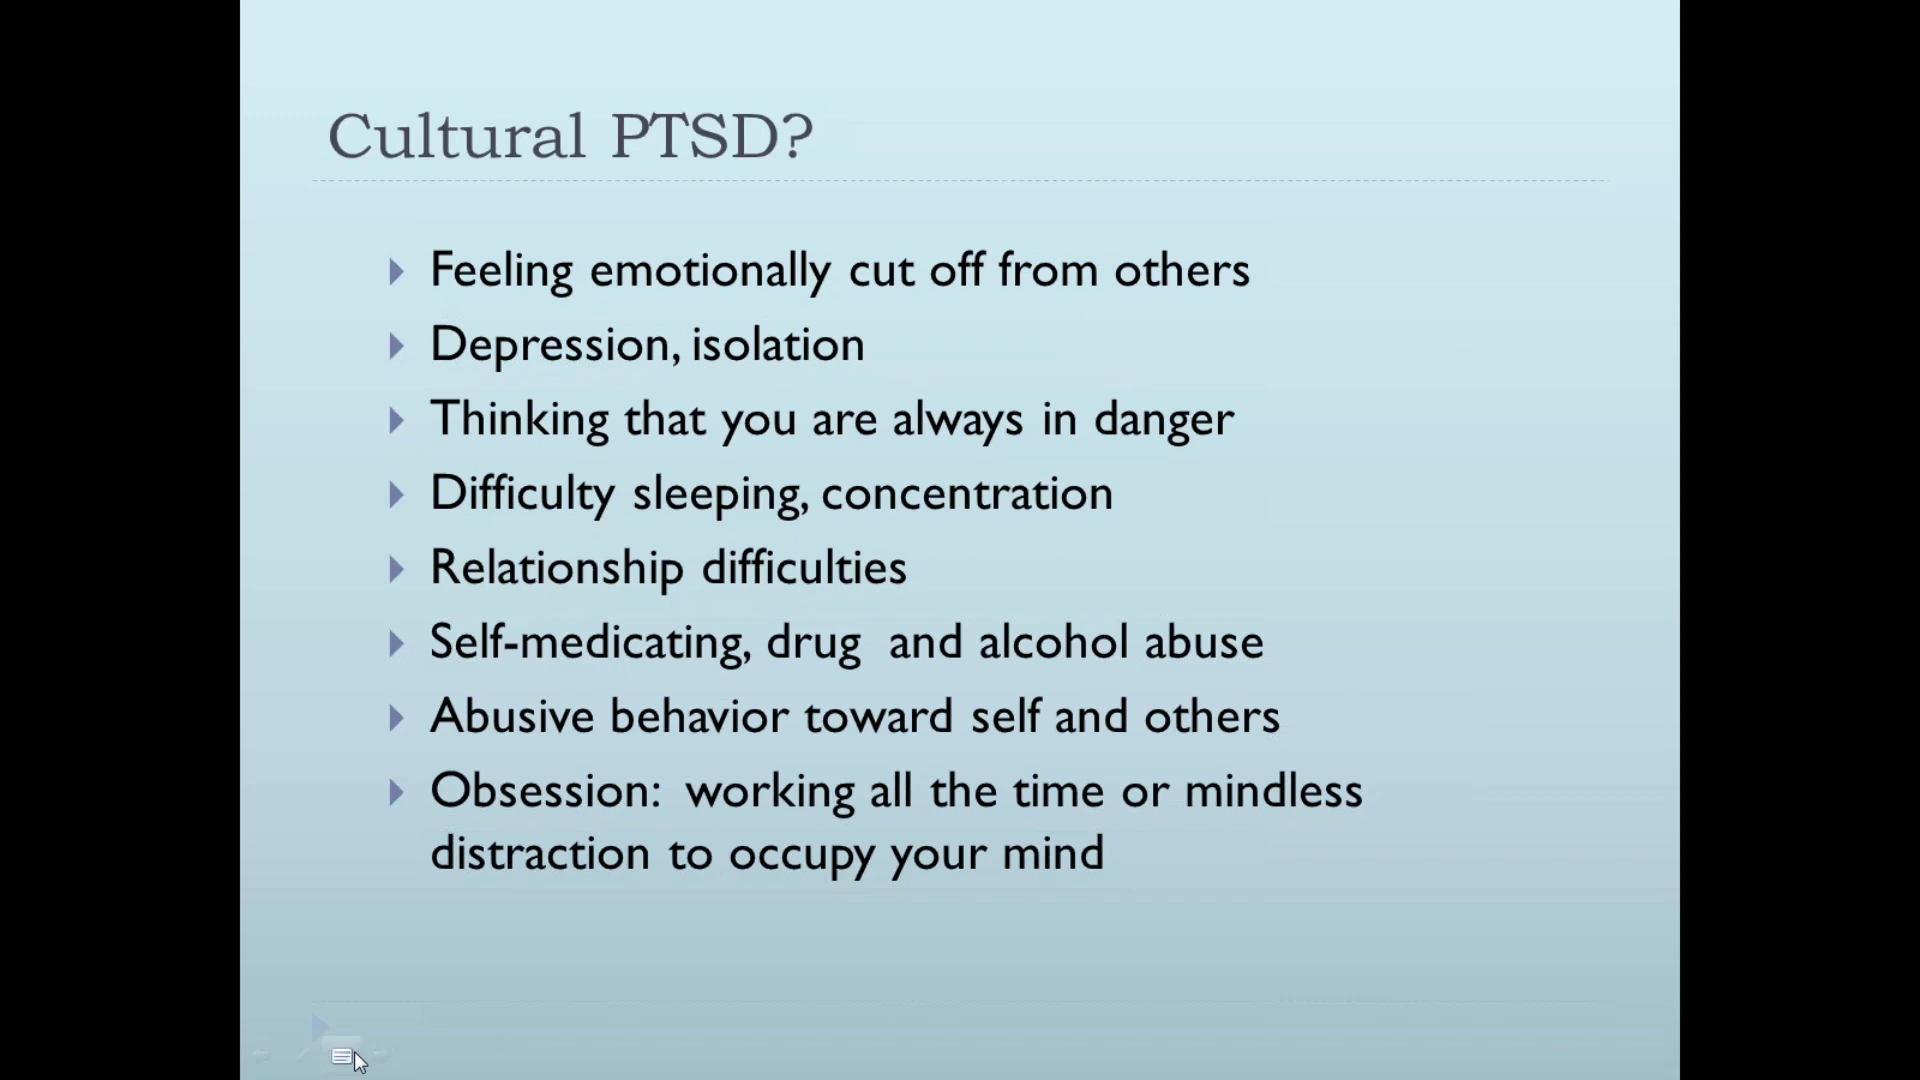 Cultural PTSD?
Feeling emotionally cut off from others
Depression, isolation
Thinking that you are always in danger
Difficulty sleeping, concentration
Relationship difficulties
Self-medicating, drug  and alcohol abuse
Abusive behavior toward self and others
Obsession:  working all the time or mindless
distraction to occupy your mind